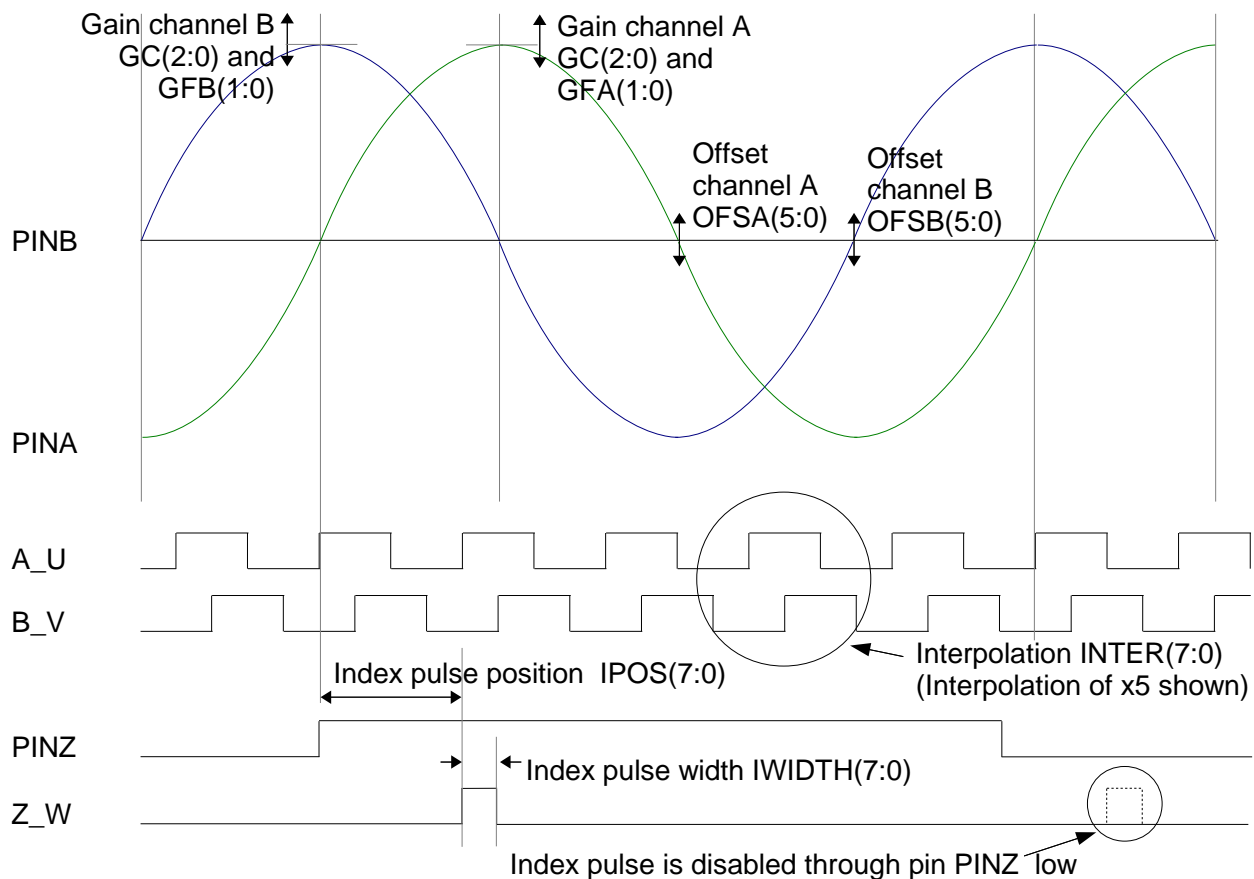 Gain channel B
GC(2:0) and
GFB(1:0)
Gain channel A
GC(2:0) and
GFA(1:0)
Offset
channel A
OFSA(5:0)
Offset
channel B
OFSB(5:0)
PINB
PINA
A_U
B_V
Interpolation INTER(7:0)
(Interpolation of x5 shown)
Index pulse position IPOS(7:0)
PINZ
Index pulse width IWIDTH(7:0)
Z_W
Index pulse is disabled through pin PINZ low